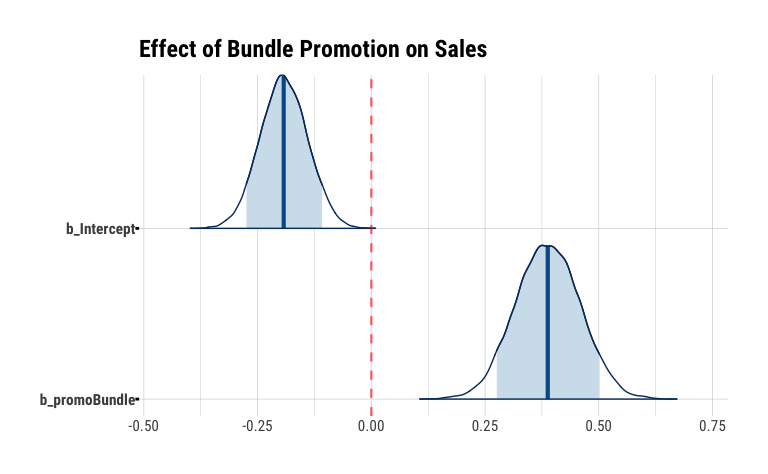 Effect of Bundle Promotion on Sales
b_Intercept
b_promoBundle
-0.50 -0.25 0.00 0.25 0.50 0.75